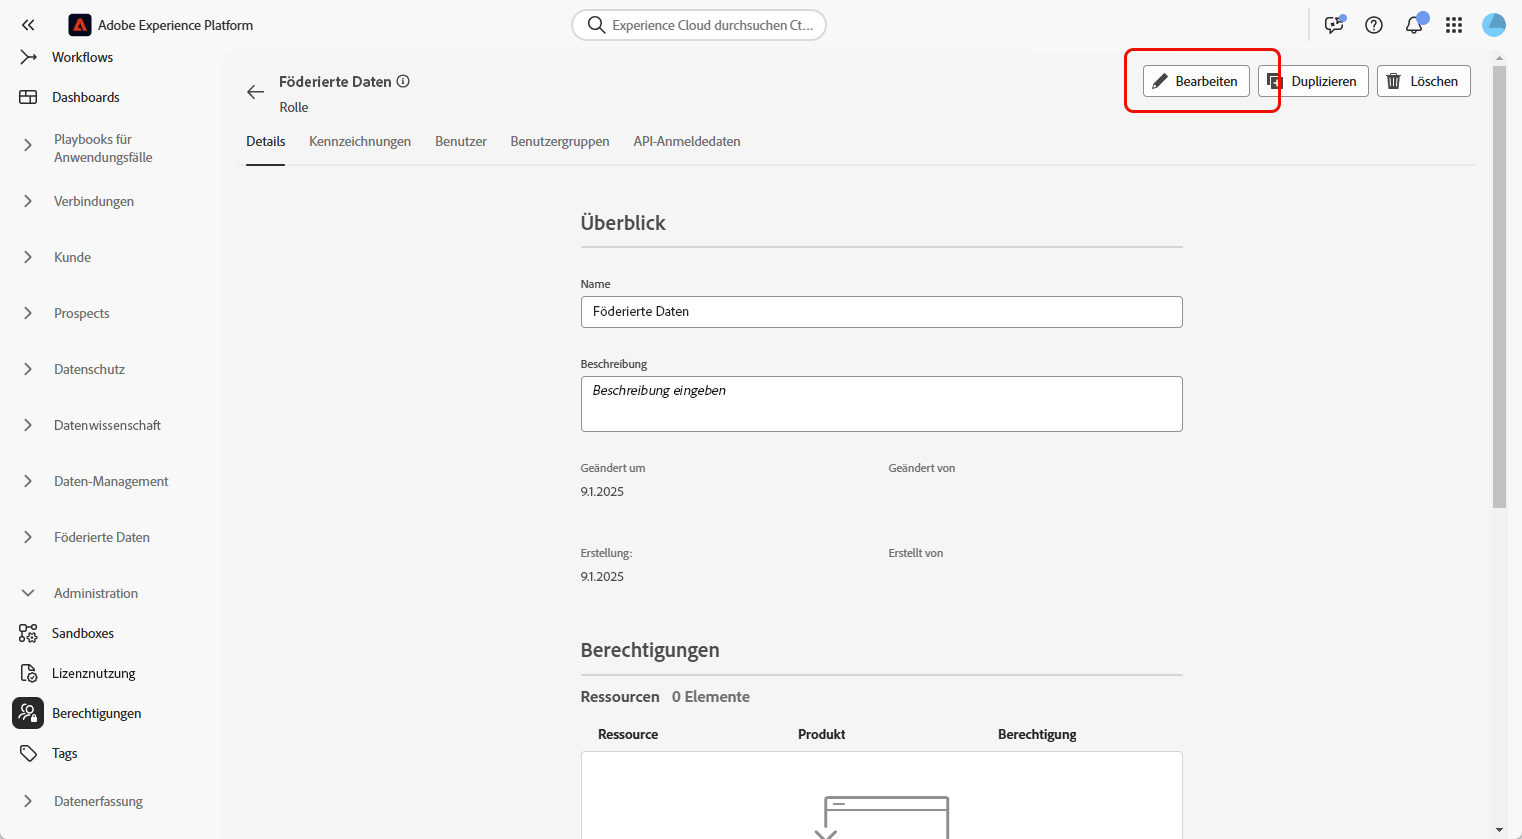 Adobe Experience Platform
Experience Cloud durchsuchen Ct...
Workflows
Dashboards
Playbooks für
Anwendungsfälle
Verbindungen
Kunde
Prospects
Datenschutz
Datenwissenschaft
Daten-Management
Föderierte Daten
Administration
Sandboxes
Lizenznutzung
Berechtigungen
Tags
Datenerfassung
Föderierte Daten
Rolle
Bearbeiten
Duplizieren
Löschen
Details
Kennzeichnungen
Benutzer
Benutzergruppen
API-Anmeldedaten
Überblick
Name
Föderierte Daten
Beschreibung
Beschreibung eingeben
Geändert um
Geändert von
9.1.2025
Erstellung:
Erstellt von
9.1.2025
Berechtigungen
Ressourcen 0 Elemente
Ressource Produkt Berechtigung